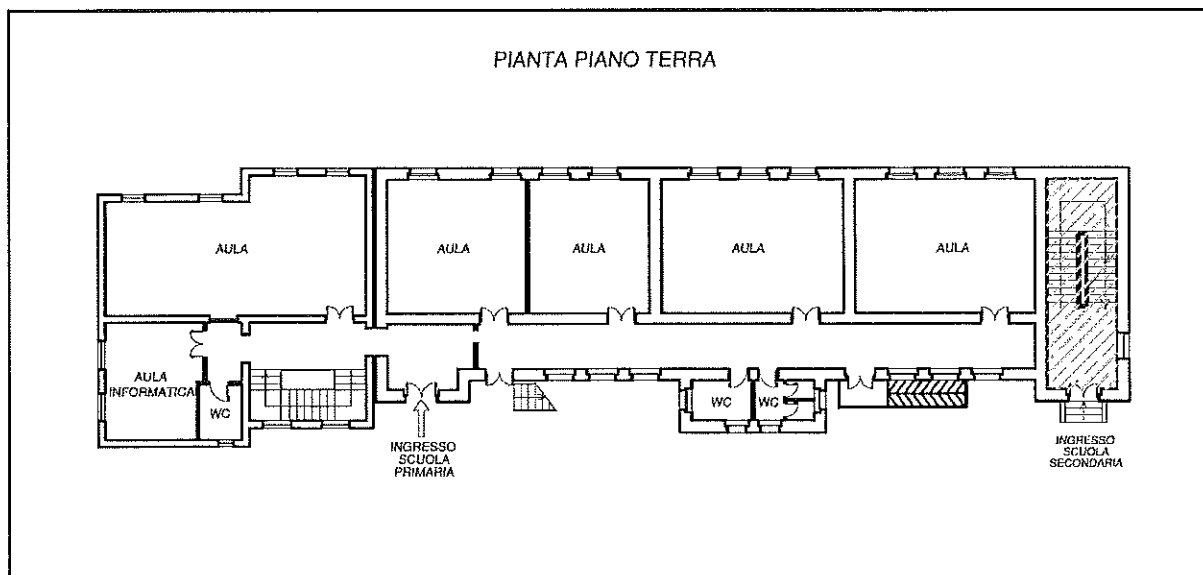 PIANTA PIANO TERRA
AULA
AULA
AULA
AULA
AULA
AULA
INFORMATICA
WC
WC
WC
INGRESSO
SCUOLA
PRIMARIA
INGRESSO
SCUOLA
SECONDARIA